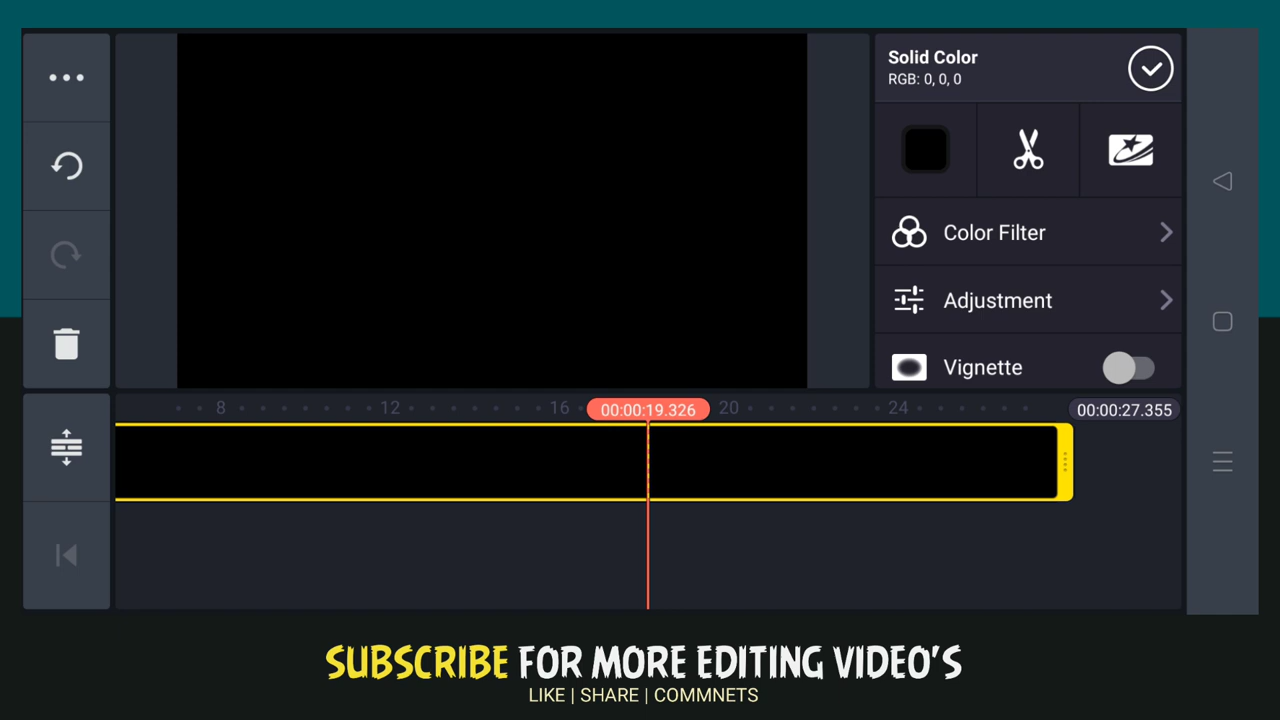 Solid Color
RGB: 0, 0, 0
Color Filter
Adjustment
Vignette
8 12 16 00:00:19.326 20 24 00:00:27.355
SUBSCRIBE FOR MORE EDITING VIDEO'S
LIKE | SHARE | COMMNETS